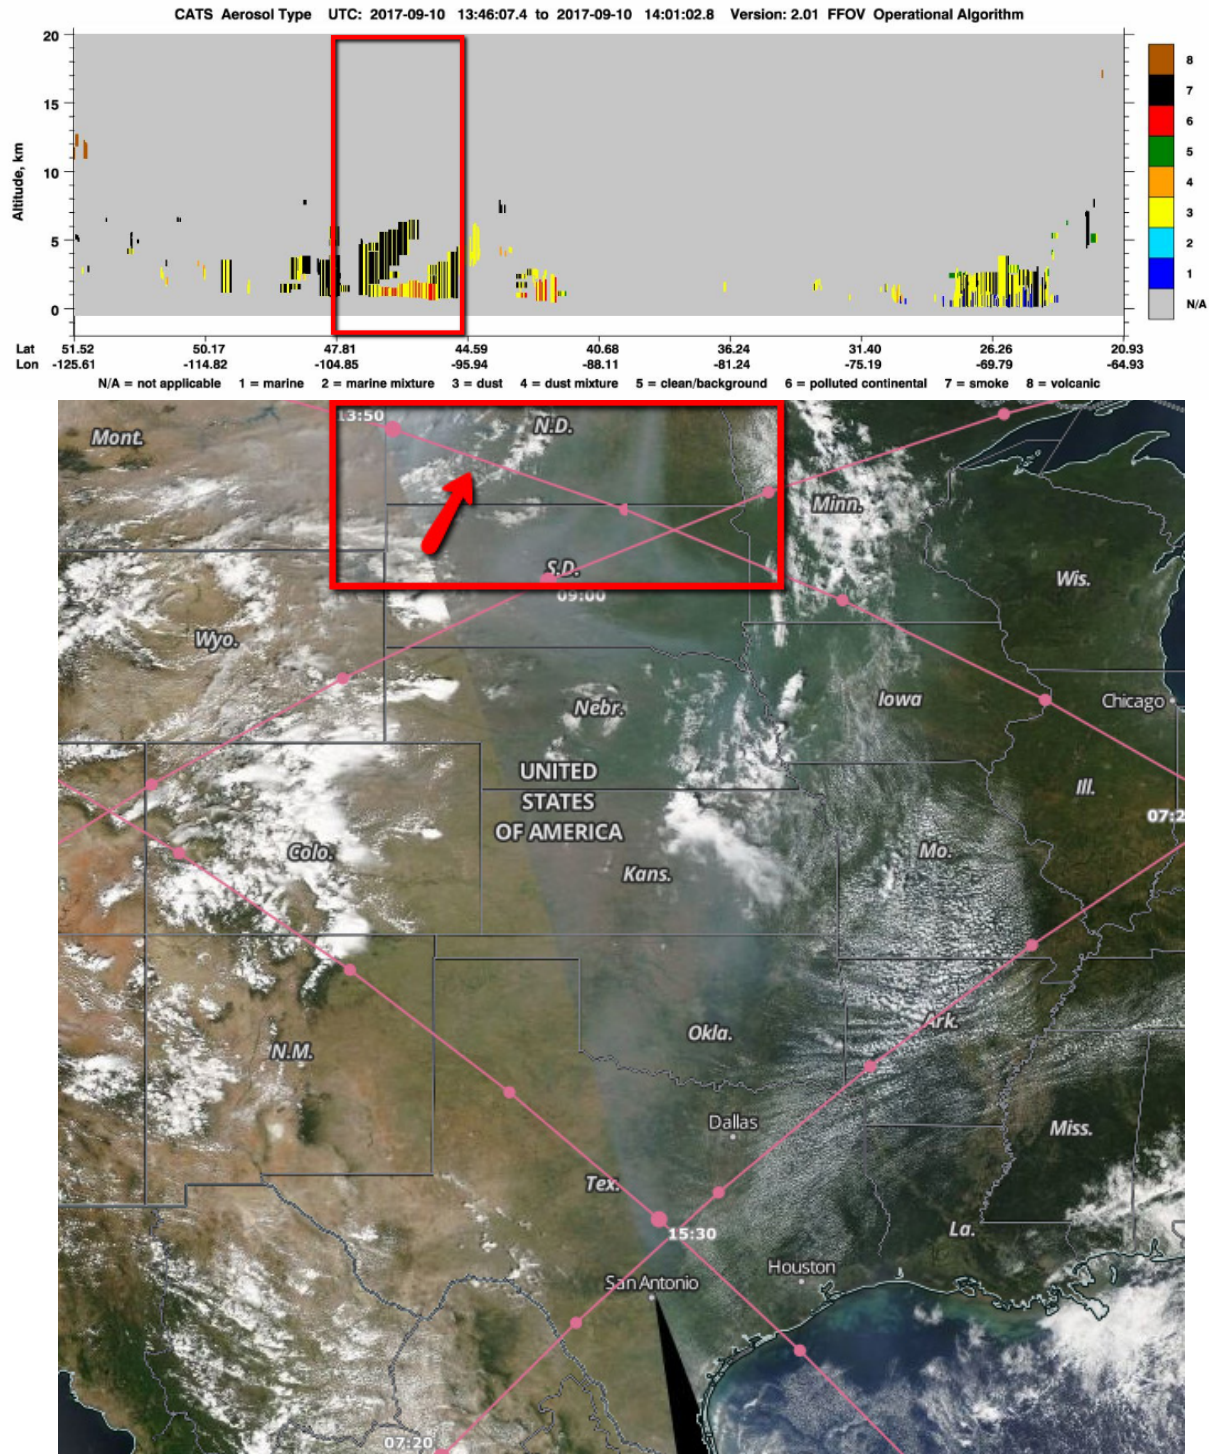 CATS Aerosol Type UTC: 2017-09-10 13:46:07.4 to 2017-09-10 14:01:02.8 Version: 2.01 FFOV Operational Algorithm
20
15
10
5
0
Altitude, km
8
7
6
5
4
3
2
1
N/A
Lat 51.52 50.17 47.81 44.59 40.68 36.24 31.40 26.26 20.93
Lon -125.61 -114.82 -104.85 -95.94 -88.11 -81.24 -75.19 -69.79 -64.93
N/A = not applicable 1 = marine 2 = marine mixture 3 = dust 4 = dust mixture 5 = clean/background 6 = polluted continental 7 = smoke 8 = volcanic
13:50
N.D.
Mont.
Minn.
S.D.
Wis.
09:00
Wyo.
Nebr.
Iowa
Chicago
UNITED
STATES
OF AMERICA
Ill.
07:2
Colo.
Mo.
Kans.
Okla.
Ark.
N.M.
Dallas
Miss.
Tex.
15:30
La.
Houston
San Antonio
07:20